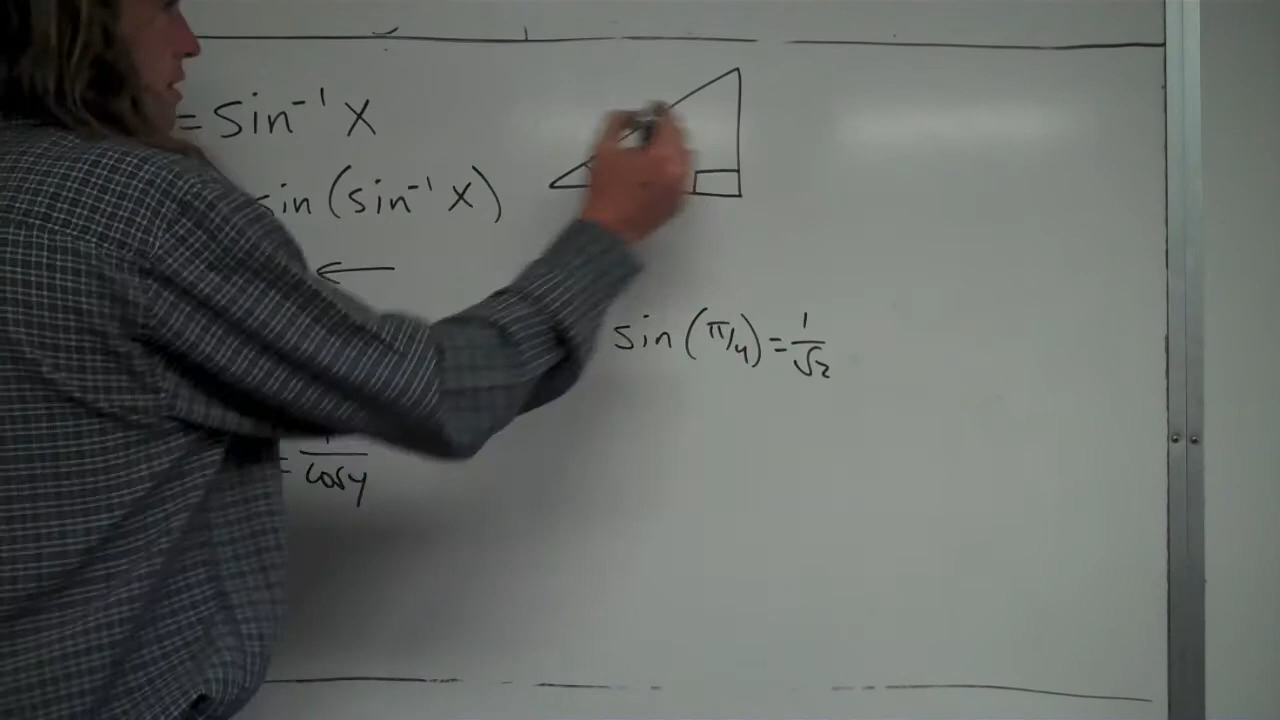 = sin⁻¹ x
sin (sin⁻¹ x)
←
sin (π/4) = 1/√2
= 1/cos y